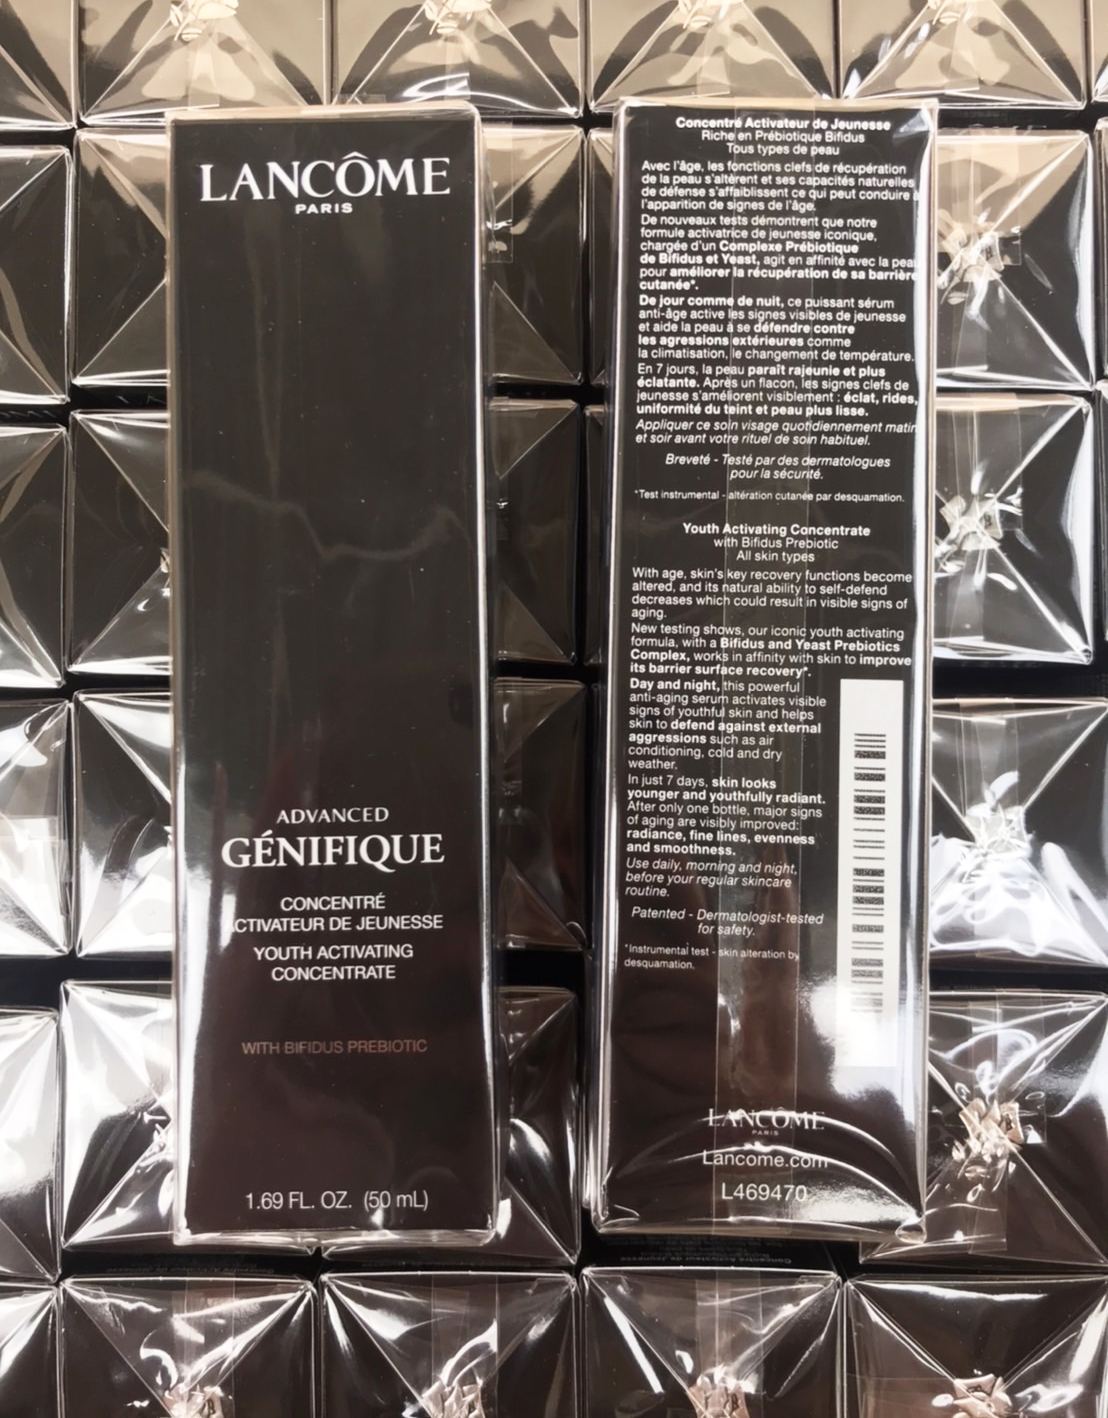 LANCÔME
PARIS
ADVANCED
GÉNIFIQUE
CONCENTRÉ
ACTIVATEUR DE JEUNESSE
YOUTH ACTIVATING
CONCENTRATE
WITH BIFIDUS PREBIOTIC
1.69 FL. OZ. (50 mL)
Concentré Activateur de Jeunesse
Riche en Prébiotique Bifidus
Tous types de peau
Avec l'âge, les fonctions clefs de récupération
de la peau s'altèrent et ses capacités naturelles
de défense s'affaiblissent ce qui peut conduire à
l'apparition de signes de l'âge.
De nouveaux tests démontrent que notre
formule activatrice de jeunesse iconique,
chargée d'un Complexe Prébiotique
de Bifidus et Yeast, agit en affinité avec la peau
pour améliorer la récupération de sa barrière
cutanée*.
De jour comme de nuit, ce puissant sérum
anti-âge active les signes visibles de jeunesse
et aide la peau à se défendre contre
les agressions extérieures comme
la climatisation, le changement de température.
En 7 jours, la peau paraît rajeunie et plus
éclatante. Après un flacon, les signes clefs de
jeunesse s'améliorent visiblement : éclat, rides,
uniformité du teint et peau plus lisse.
Appliquer ce soin visage quotidiennement matin
et soir avant votre rituel de soin habituel.
Breveté - Testé par des dermatologues
pour la sécurité.
*Test instrumental - altération cutanée par desquamation.
Youth Activating Concentrate
with Bifidus Prebiotic
All skin types
With age, skin's key recovery functions become
altered, and its natural ability to self-defend
decreases which could result in visible signs of
aging.
New testing shows, our iconic youth activating
formula, with a Bifidus and Yeast Prebiotics
Complex, works in affinity with skin to improve
its barrier surface recovery*.
Day and night, this powerful
anti-aging serum activates visible
signs of youthful skin and helps
skin to defend against external
aggressions such as air
conditioning, cold and dry
weather.
In just 7 days, skin looks
younger and youthfully radiant.
After only one bottle, major signs
of aging are visibly improved:
radiance, fine lines, evenness
and smoothness.
Use daily, morning and night,
before your regular skincare
routine.
Patented - Dermatologist-tested
for safety.
*Instrumental test - skin alteration by
desquamation.
LANCÔME
PARIS
Lancome.com
L469470